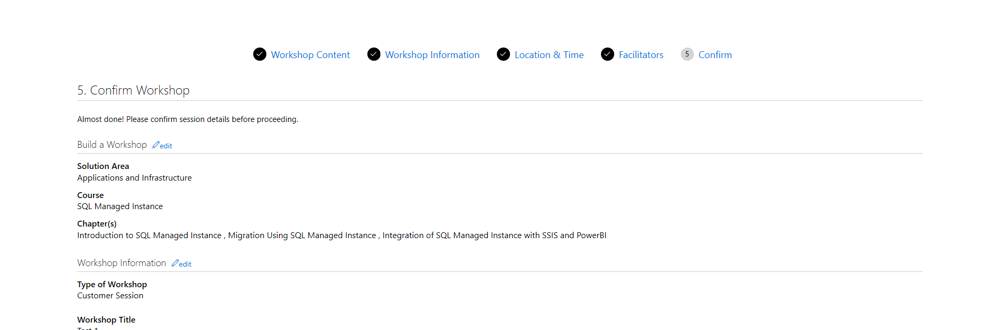 Workshop Content Workshop Information Location & Time Facilitators 5 Confirm
5. Confirm Workshop
Almost done! Please confirm session details before proceeding.
Build a Workshop edit
Solution Area
Applications and Infrastructure
Course
SQL Managed Instance
Chapter(s)
Introduction to SQL Managed Instance , Migration Using SQL Managed Instance , Integration of SQL Managed Instance with SSIS and PowerBI
Workshop Information edit
Type of Workshop
Customer Session
Workshop Title
Test 1